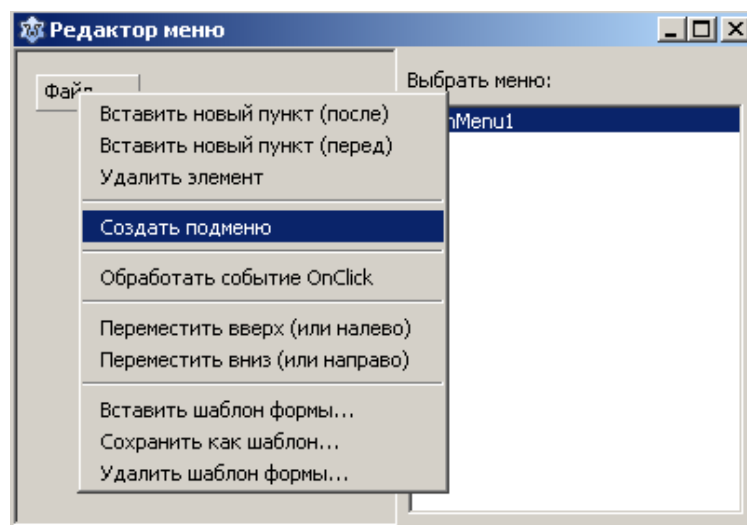 Редактор меню
Файл
Выбрать меню:
nMenu1
Вставить новый пункт (после)
Вставить новый пункт (перед)
Удалить элемент
Создать подменю
Обработать событие OnClick
Переместить вверх (или налево)
Переместить вниз (или направо)
Вставить шаблон формы...
Сохранить как шаблон...
Удалить шаблон формы...